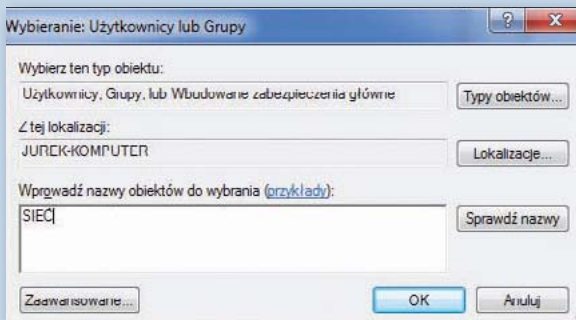 Wybieranie: Użytkownicy lub Grupy
Wybierz ten typ obiektu:
Użytkownicy, Grupy, lub Wbudowane zabezpieczenia główne
Typy obiektów...
Z tej lokalizacji:
JUREK-KOMPUTER
Lokalizacje...
Wprowadź nazwy obiektów do wybrania (przykłady):
SIEĆ
Sprawdź nazwy
Zaawansowane...
OK
Anuluj